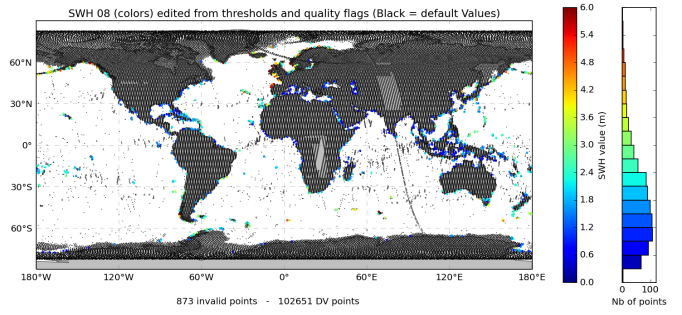 SWH 08 (colors) edited from thresholds and quality flags (Black = default Values)
60°N
30°N
0°
30°S
60°S
180°W 120°W 60°W 0° 60°E 120°E 180°E
873 invalid points - 102651 DV points
6.0
5.4
4.8
4.2
3.6
3.0
2.4
1.8
1.2
0.6
0.0
SWH value (m)
0 100
Nb of points